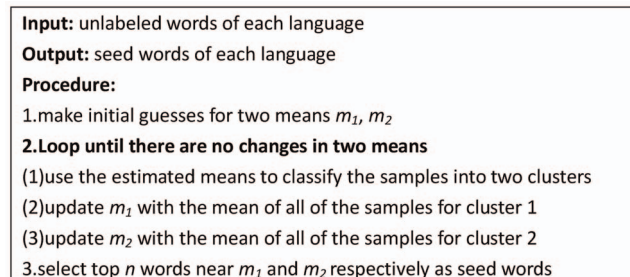 Input: unlabeled words of each language
Output: seed words of each language
Procedure:
1.make initial guesses for two means m1, m2
2.Loop until there are no changes in two means
(1)use the estimated means to classify the samples into two clusters
(2)update m1 with the mean of all of the samples for cluster 1
(3)update m2 with the mean of all of the samples for cluster 2
3.select top n words near m1 and m2 respectively as seed words